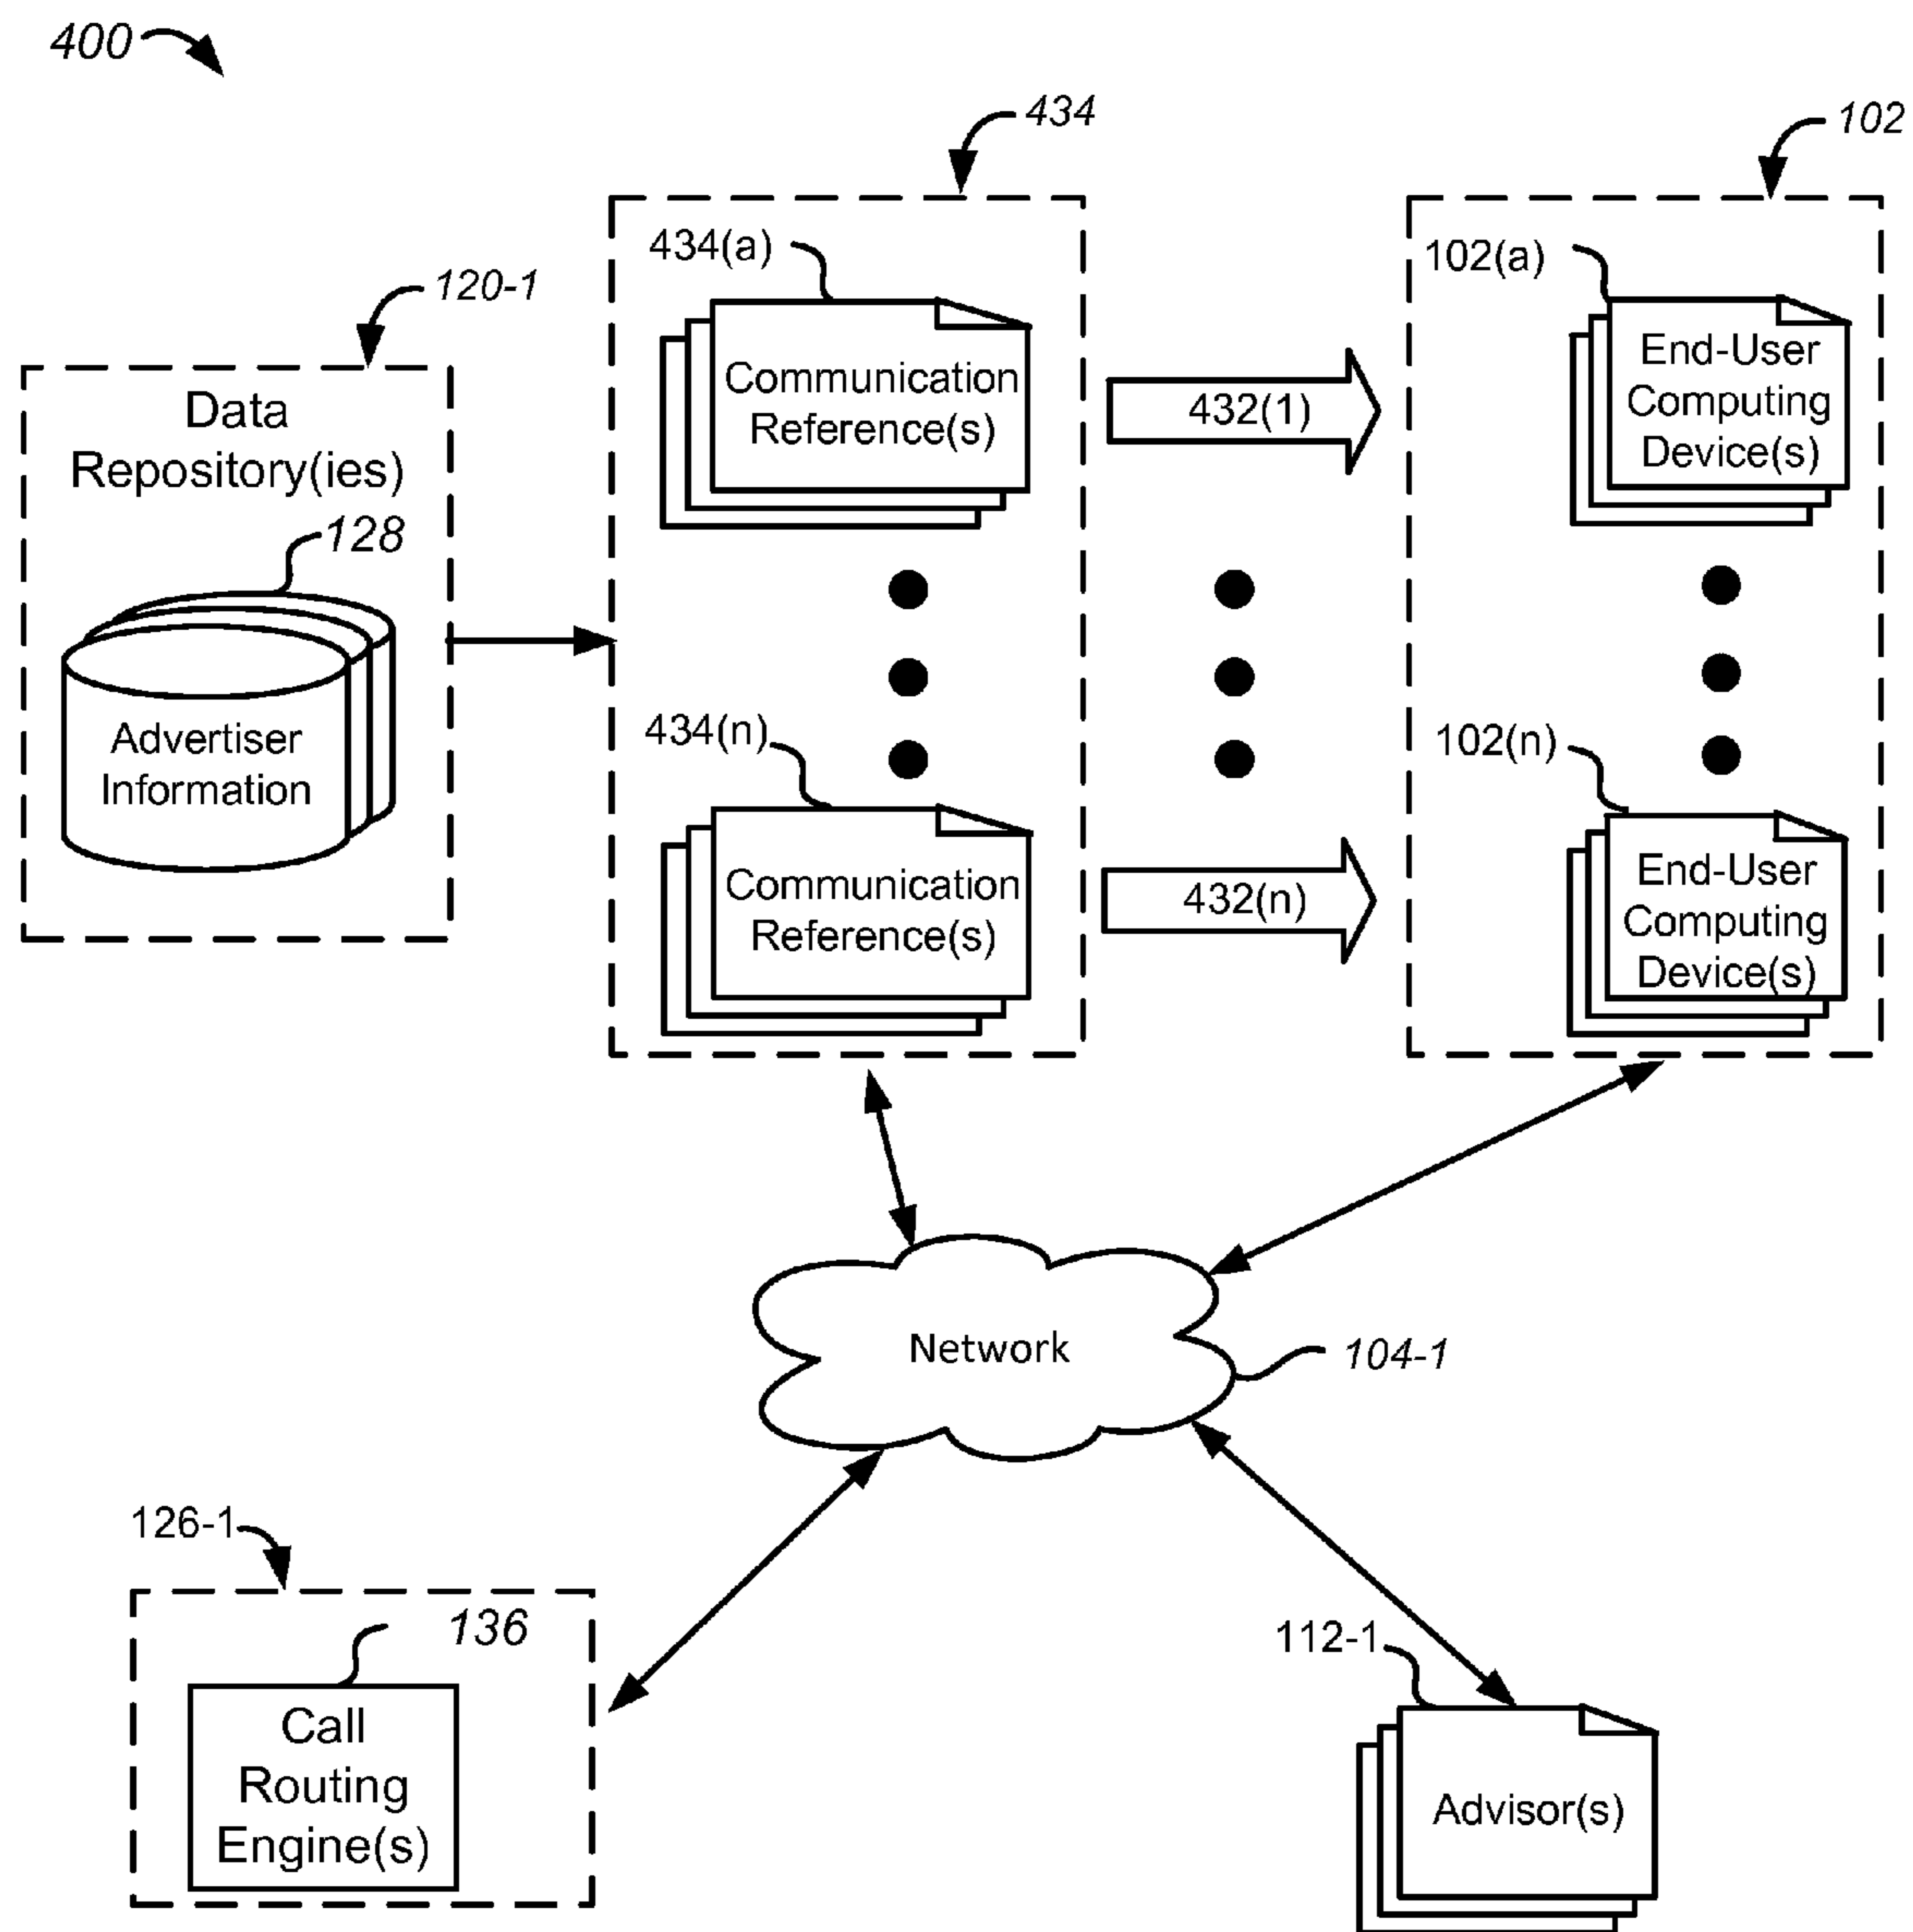 400
434
102
120-1
Data
Repository(ies)
128
Advertiser
Information
434(a)
Communication
Reference(s)
434(n)
Communication
Reference(s)
432(1)
432(n)
102(a)
End-User
Computing
Device(s)
102(n)
End-User
Computing
Device(s)
Network
104-1
126-1
136
Call
Routing
Engine(s)
112-1
Advisor(s)